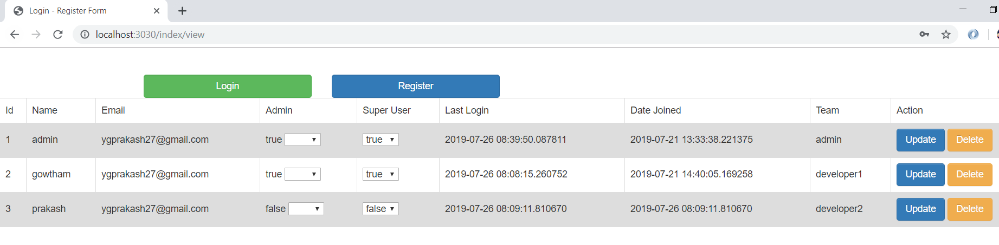 Login - Register Form
localhost:3030/index/view
Login Register
Id Name Email Admin Super User Last Login Date Joined Team Action
1 admin ygprakash27@gmail.com true true 2019-07-26 08:39:50.087811 2019-07-21 13:33:38.221375 admin Update Delete
2 gowtham ygprakash27@gmail.com true true 2019-07-26 08:08:15.260752 2019-07-21 14:40:05.169258 developer1 Update Delete
3 prakash ygprakash27@gmail.com false false 2019-07-26 08:09:11.810670 2019-07-26 08:09:11.810670 developer2 Update Delete